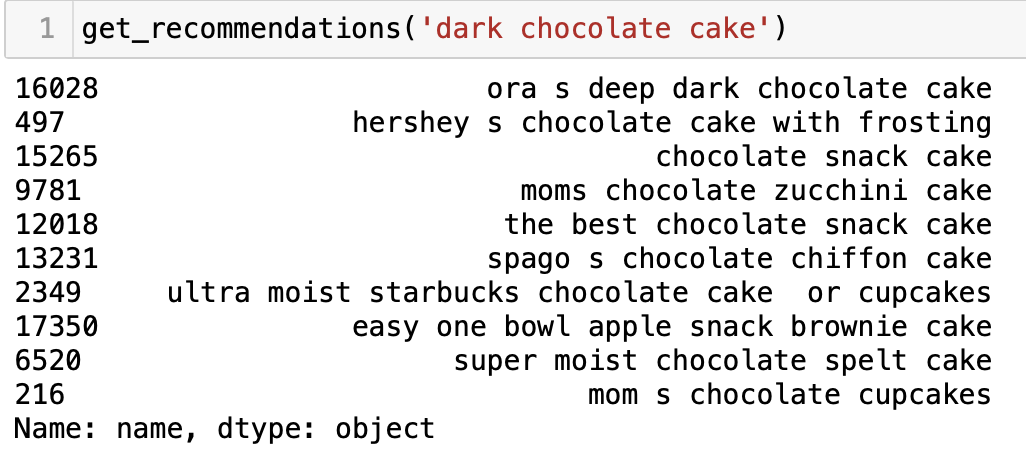 1 get_recommendations('dark chocolate cake')
16028 ora s deep dark chocolate cake
497 hershey s chocolate cake with frosting
15265 chocolate snack cake
9781 moms chocolate zucchini cake
12018 the best chocolate snack cake
13231 spago s chocolate chiffon cake
2349 ultra moist starbucks chocolate cake  or cupcakes
17350 easy one bowl apple snack brownie cake
6520 super moist chocolate spelt cake
216 mom s chocolate cupcakes
Name: name, dtype: object